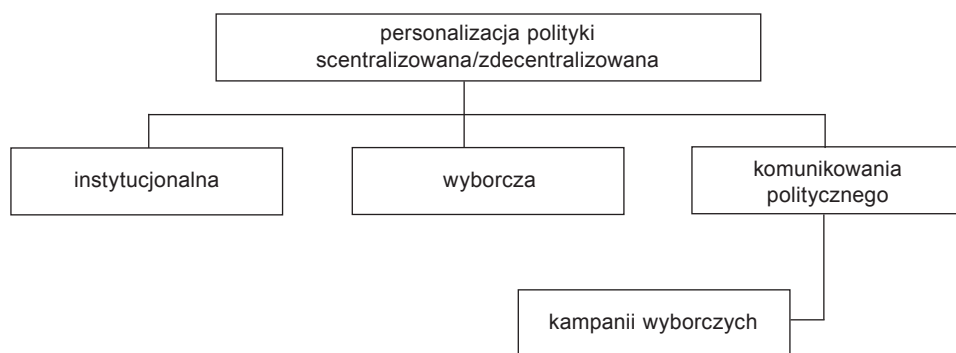 personalizacja polityki
scentralizowana/zdecentralizowana
instytucjonalna
wyborcza
komunikowania
politycznego
kampanii wyborczych